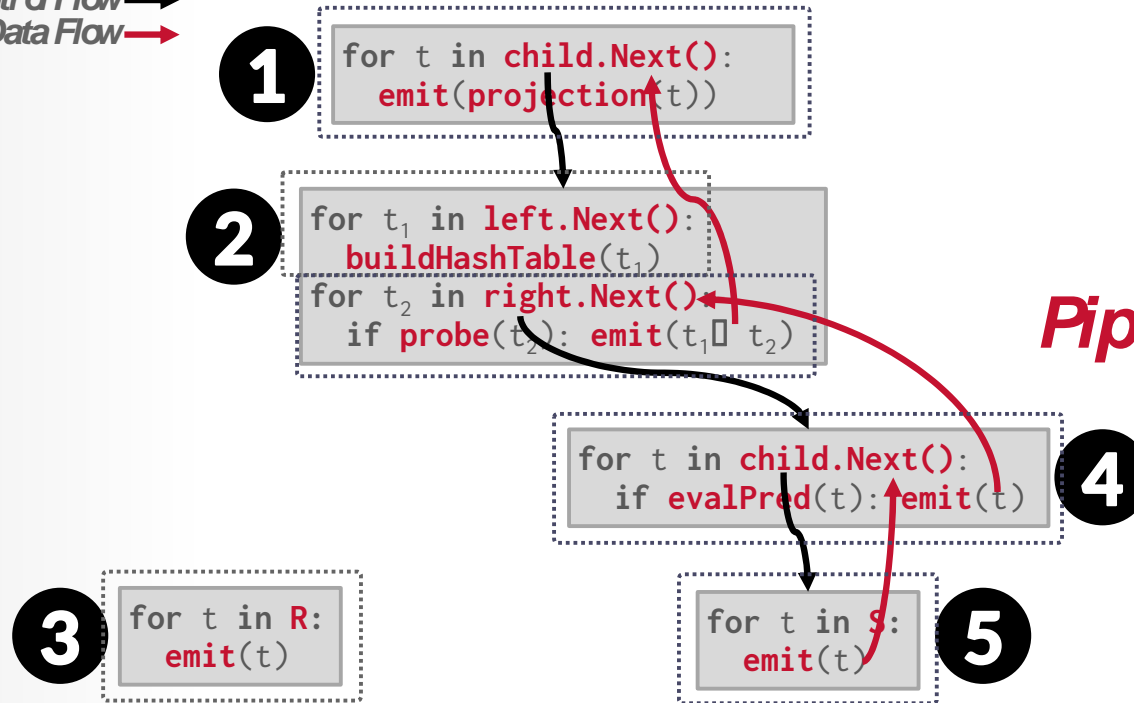 Flow
Data Flow
1
for t in child.Next():
emit(projection(t))
2
for t1 in left.Next():
buildHashTable(t1)
for t2 in right.Next():
if probe(t2): emit(t1▯ t2)
Pip
4
for t in child.Next():
if evalPred(t): emit(t)
3
for t in R:
emit(t)
5
for t in S:
emit(t)